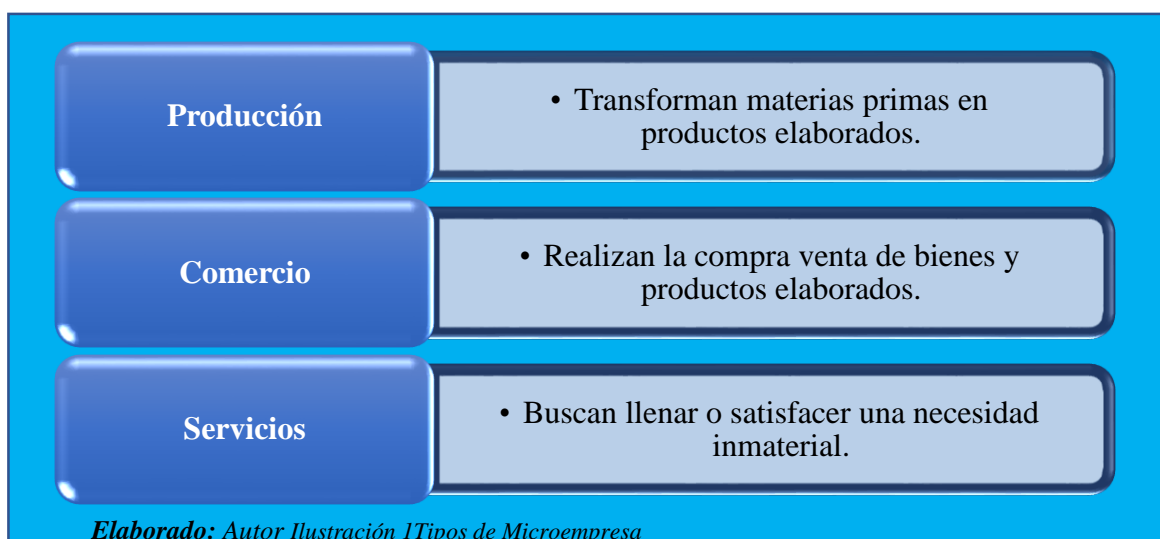 Producción
• Transforman materias primas en
productos elaborados.
Comercio
• Realizan la compra venta de bienes y
productos elaborados.
Servicios
• Buscan llenar o satisfacer una necesidad
inmaterial.
Elaborado: Autor Ilustración 1Tipos de Microempresa